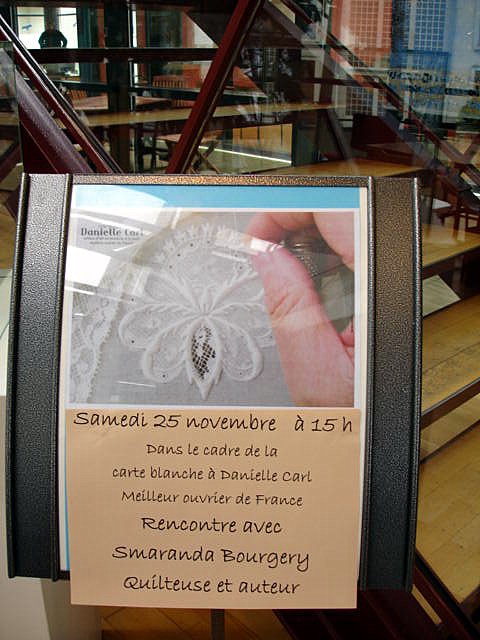 Danielle Carl
Samedi 25 novembre à 15 h
Dans le cadre de la
carte blanche à Danielle Carl
Meilleur ouvrier de France
Rencontre avec
Smaranda Bourgery
Quilteuse et auteur